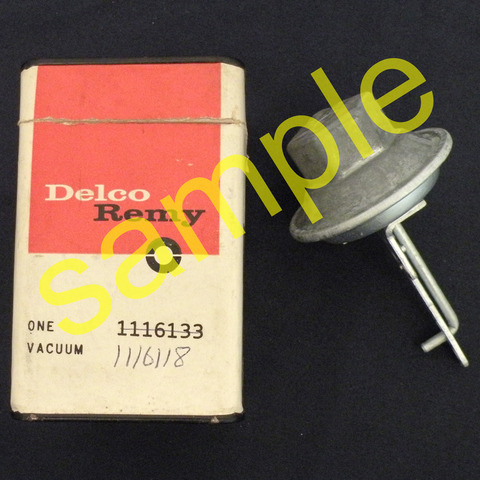 Delco
Remy
ONE 1116133
VACUUM 1116118
sample